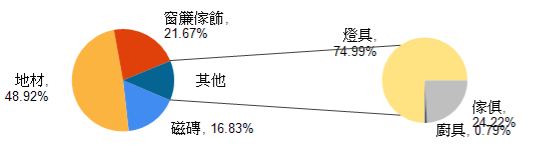 窗簾傢飾,
21.67%
地材,
48.92%
其他
磁磚, 16.83%
燈具,
74.99%
傢俱,
24.22%
廚具, 0.79%